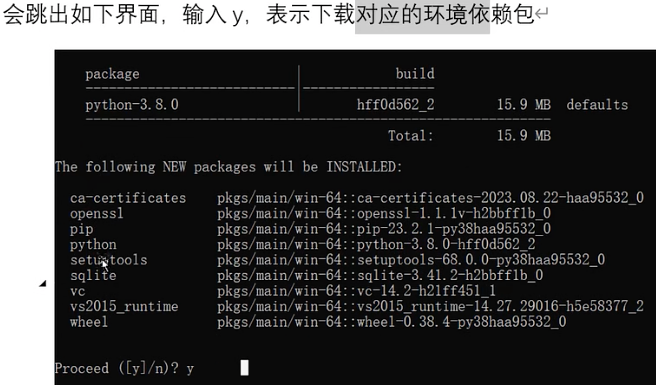 会跳出如下界面，输入 y，表示下载对应的环境依赖包
package | build
python-3.8.0 | hff0d562_2 15.9 MB defaults
Total: 15.9 MB
The following NEW packages will be INSTALLED:
ca-certificates pkgs/main/win-64::ca-certificates-2023.08.22-haa95532_0
openssl pkgs/main/win-64::openssl-1.1.1v-h2bbff1b_0
pip pkgs/main/win-64::pip-23.2.1-py38haa95532_0
python pkgs/main/win-64::python-3.8.0-hff0d562_2
setuptools pkgs/main/win-64::setuptools-68.0.0-py38haa95532_0
sqlite pkgs/main/win-64::sqlite-3.41.2-h2bbff1b_0
vc pkgs/main/win-64::vc-14.2-h21ff451_1
vs2015_runtime pkgs/main/win-64::vs2015_runtime-14.27.29016-h5e58377_2
wheel pkgs/main/win-64::wheel-0.38.4-py38haa95532_0
Proceed ([y]/n)? y